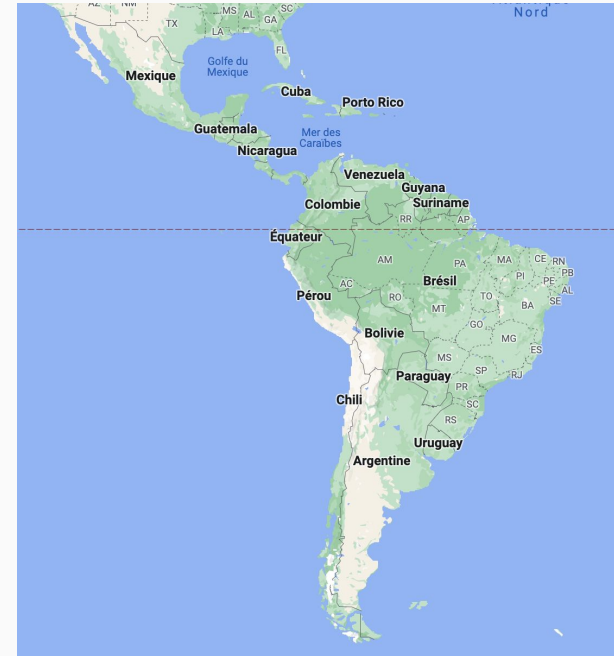 AZ
NM
MS
AL
SC
GA
TX
LA
FL
Nord
Golfe du
Mexique
Mexique
Cuba
Porto Rico
Guatemala
Mer des
Caraïbes
Nicaragua
Venezuela
Guyana
Colombie
Suriname
RR
AP
Équateur
AM
PA
MA
CE
RN
PB
PI
PE
AL
SE
AC
Brésil
TO
BA
Pérou
RO
MT
GO
Bolivie
MG
ES
MS
SP
RJ
Paraguay
PR
Chili
SC
RS
Uruguay
Argentine